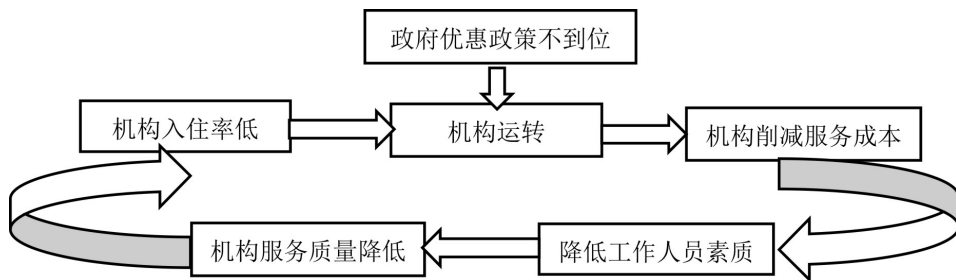 政府优惠政策不到位
机构入住率低
机构运转
机构削减服务成本
降低工作人员素质
机构服务质量降低